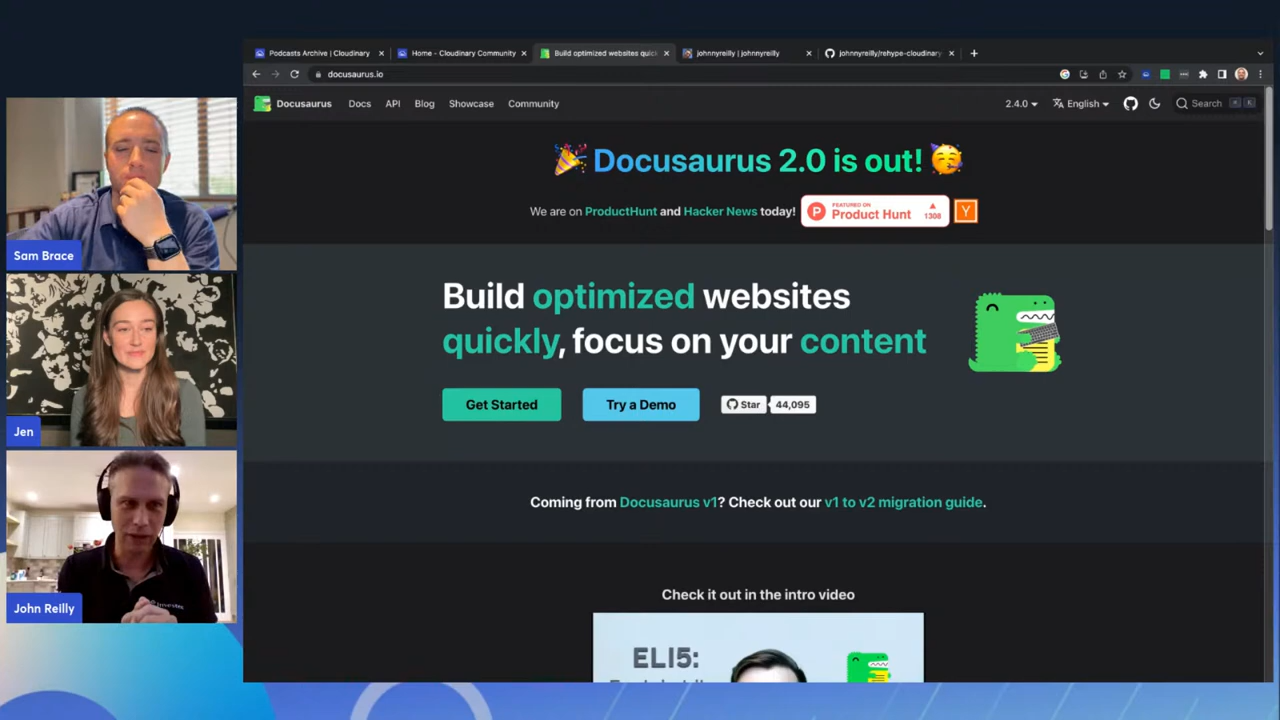 Podcasts Archive | Cloudinary
Home - Cloudinary Community
Build optimized websites quic
johnnyreilly | johnnyreilly
johnnyreilly/rehype-cloudinary
docusaurus.io
Docusaurus
Docs
API
Blog
Showcase
Community
2.4.0
English
Search
K
Docusaurus 2.0 is out!
We are on ProductHunt and Hacker News today!
P
FEATURED ON
Product Hunt
1308
Y
Build optimized websites
quickly, focus on your content
Get Started
Try a Demo
Star
44,095
Coming from Docusaurus v1? Check out our v1 to v2 migration guide.
Check it out in the intro video
ELI5:
Sam Brace
Jen
John Reilly